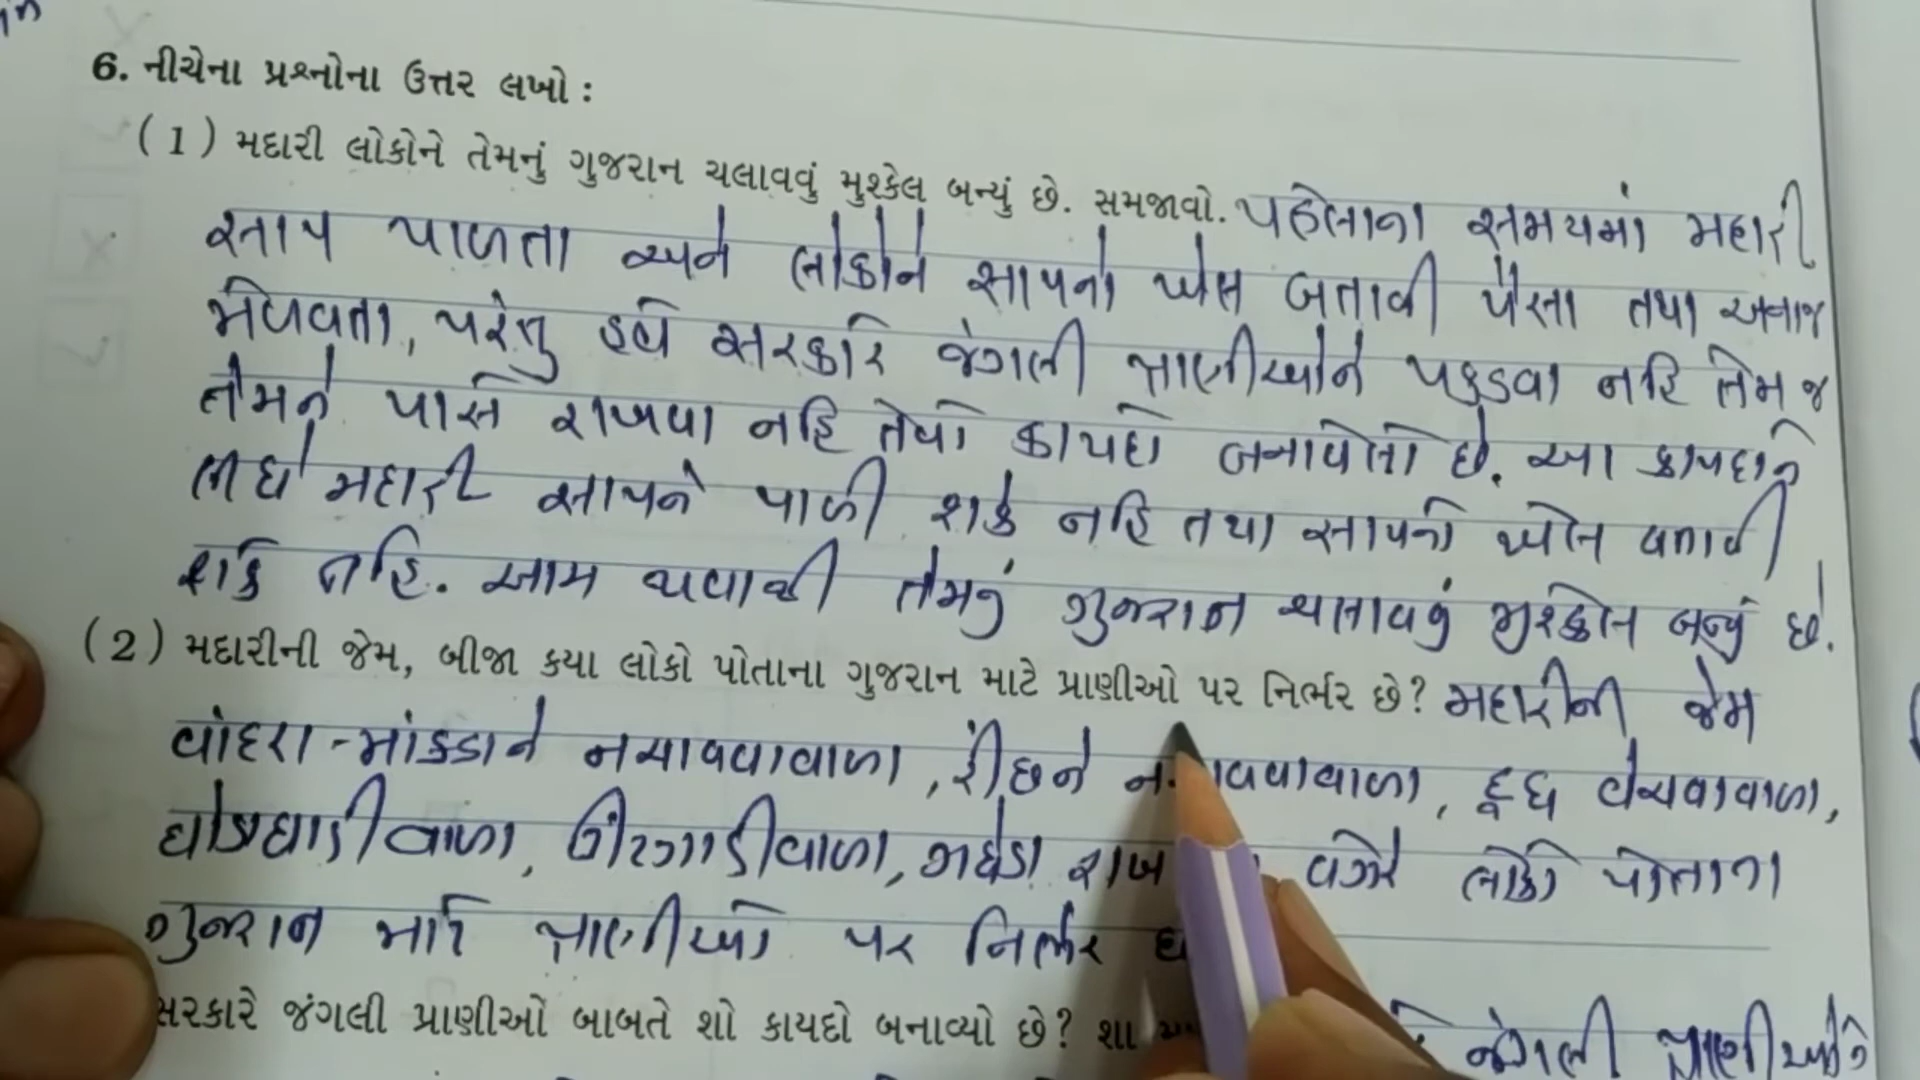 6. નીચેના પ્રશ્નોના ઉત્તર લખો :
(1) મદારી લોકોને તેમનું ગુજરાન ચલાવવું મુશ્કેલ બન્યું છે. સમજાવો. પહેલાના સમયમાં મદારી
સાપ પાળતા અને લોકોને સાપનો ખેલ બતાવી પૈસા તથા અનાજ
મેળવતા, પરંતુ હવે સરકારે જંગલી પ્રાણીઓને પકડવા નહિ તેમ જ
તેમને પાસે રાખવા નહિ તેવો કાયદો બનાવેલો છે. આ કાયદાને
લીધે મદારી સાપને પાળી શકે નહિ તથા સાપનો ખેલ બતાવી
શકે નહિ. આમ થવાથી તેમનું ગુજરાન ચલાવવું મુશ્કેલ બન્યું છે.
(2) મદારીની જેમ, બીજા કયા લોકો પોતાના ગુજરાન માટે પ્રાણીઓ પર નિર્ભર છે? મદારીની જેમ
વાંદરા-માંકડાને નચાવવાવાળા, રીંછને વાળા, દૂધ વેચવાવાળા,
ઘોડાગાડીવાળા, ઊંટગાડીવાળા, ગધેડા વગેરે લોકો પોતાના
ગુજરાન માટે પ્રાણીઓ પર નિર્ભર
સરકારે જંગલી પ્રાણીઓ બાબતે શો કાયદો બનાવ્યો છે? શા જંગલી પ્રાણીઓને